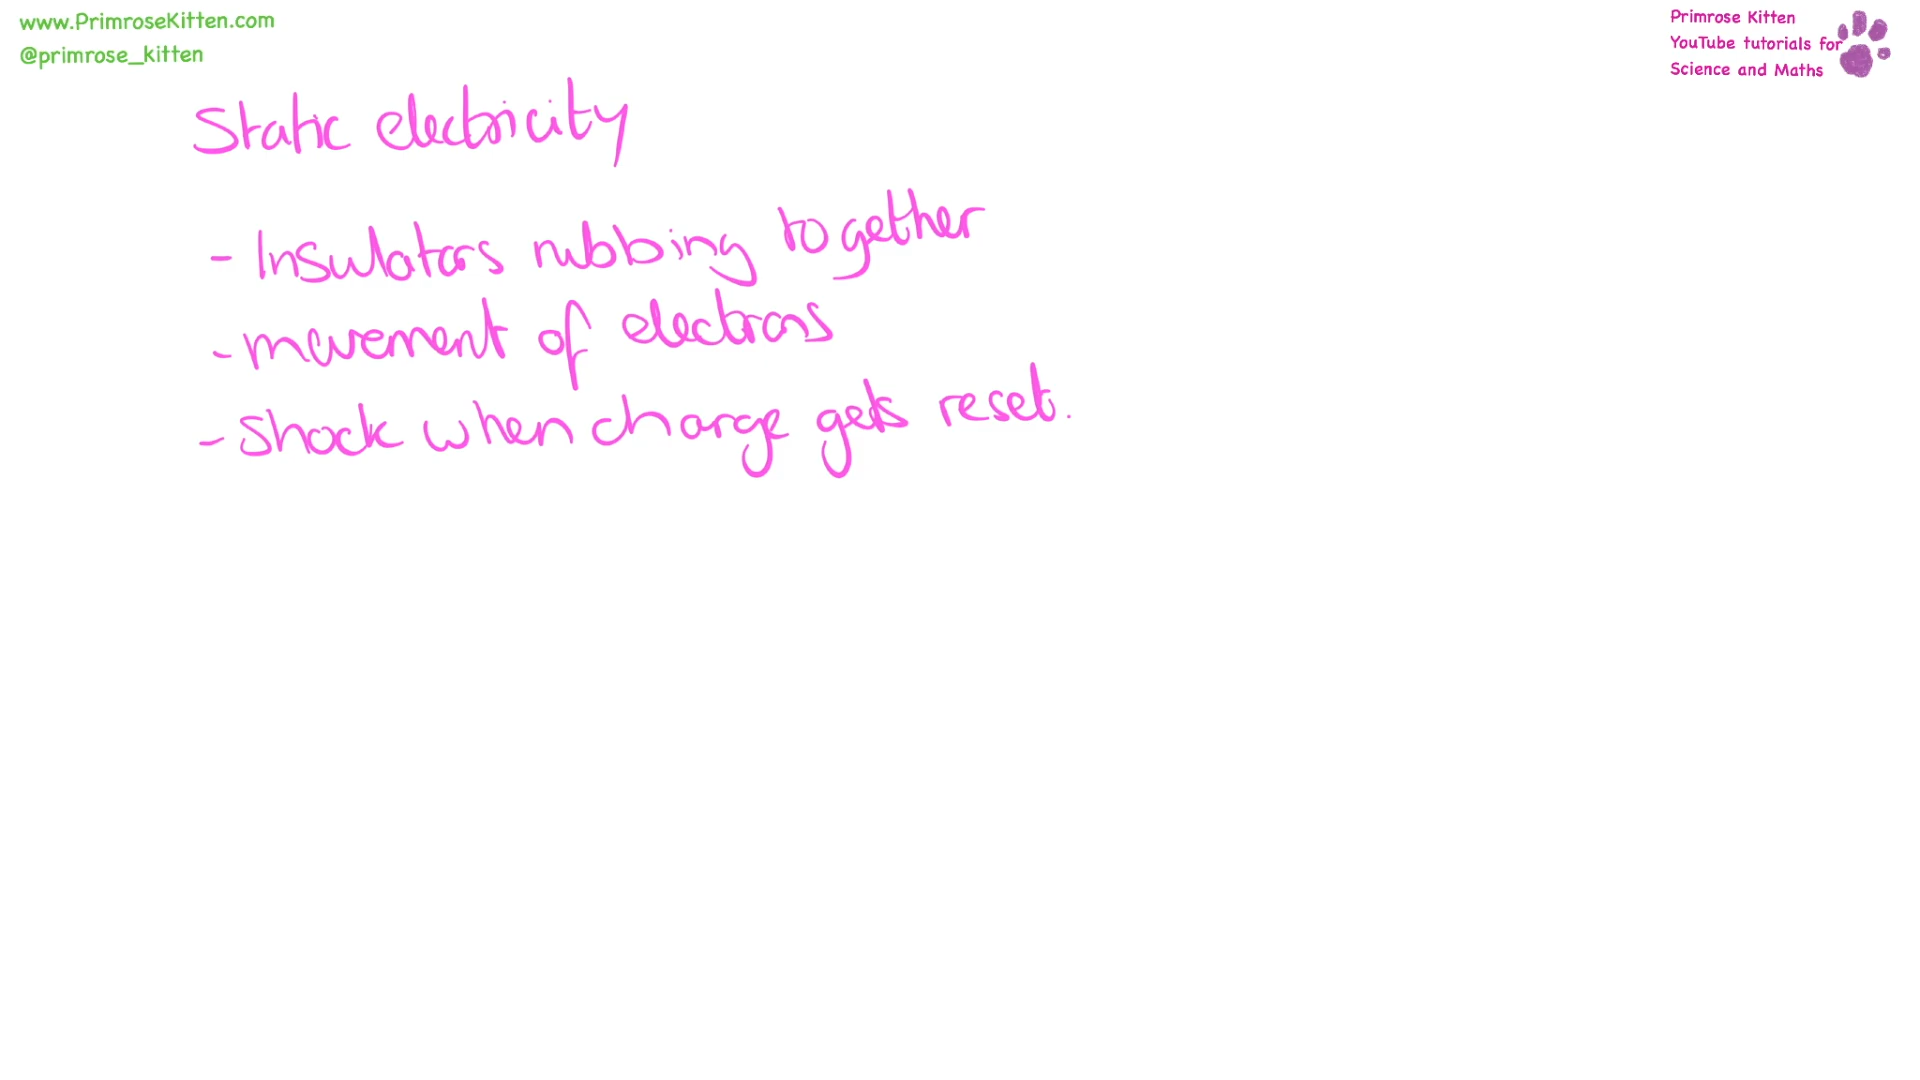 www.PrimroseKitten.com
@primrose_kitten
Primrose Kitten
YouTube tutorials for
Science and Maths
Static electricity
- Insulators rubbing together
- movement of electrons
- Shock when charge gets reset.